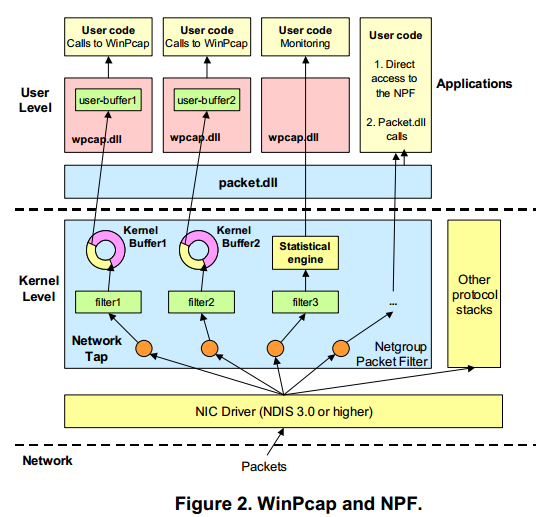 User code
Calls to WinPcap
User code
Calls to WinPcap
User code
Monitoring
User code
1. Direct
access to
the NPF
2. Packet.dll
calls
Applications
User
Level
user-buffer1
wpcap.dll
user-buffer2
wpcap.dll
wpcap.dll
packet.dll
Kernel
Level
Kernel
Buffer1
Kernel
Buffer2
Statistical
engine
Other
protocol
stacks
filter1
filter2
filter3
...
Network
Tap
Netgroup
Packet Filter
NIC Driver (NDIS 3.0 or higher)
Network
Packets
Figure 2. WinPcap and NPF.